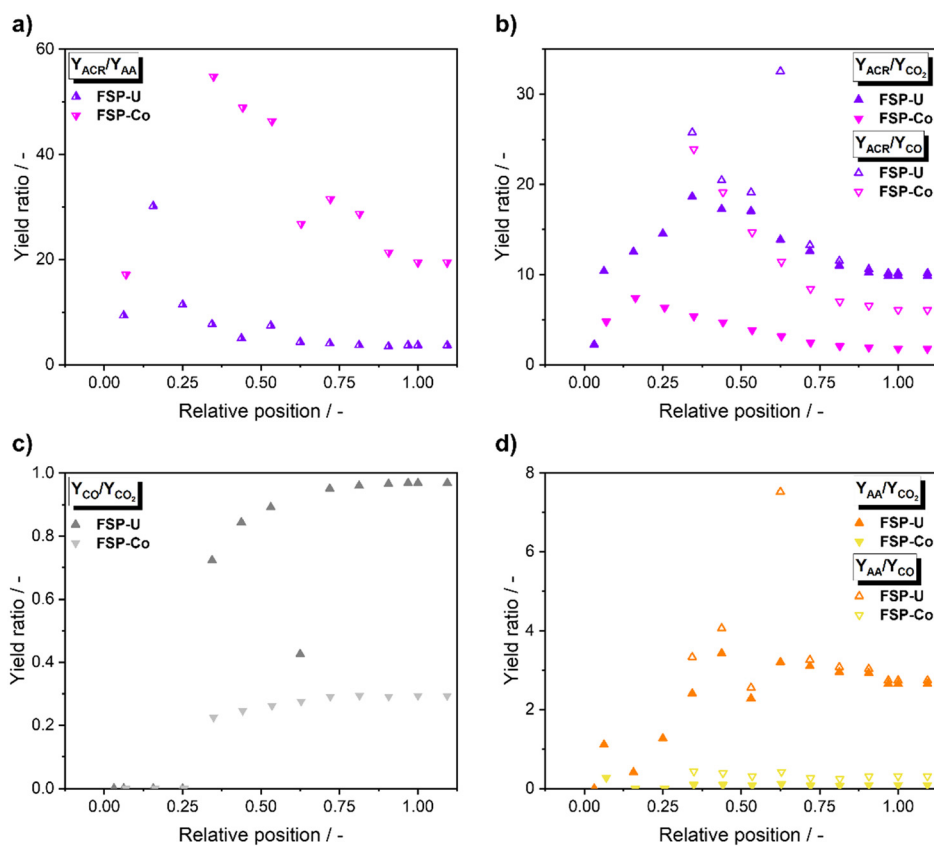 a)
Y_ACR/Y_AA
FSP-U
FSP-Co
60
40
20
0
0.00 0.25 0.50 0.75 1.00
Yield ratio / -
Relative position / -
b)
Y_ACR/Y_CO₂
FSP-U
FSP-Co
Y_ACR/Y_CO
FSP-U
FSP-Co
30
20
10
0
0.00 0.25 0.50 0.75 1.00
Yield ratio / -
Relative position / -
c)
Y_CO/Y_CO₂
FSP-U
FSP-Co
1.0
0.8
0.6
0.4
0.2
0.0
0.00 0.25 0.50 0.75 1.00
Yield ratio / -
Relative position / -
d)
Y_AA/Y_CO₂
FSP-U
FSP-Co
Y_AA/Y_CO
FSP-U
FSP-Co
8
6
4
2
0
0.00 0.25 0.50 0.75 1.00
Yield ratio / -
Relative position / -